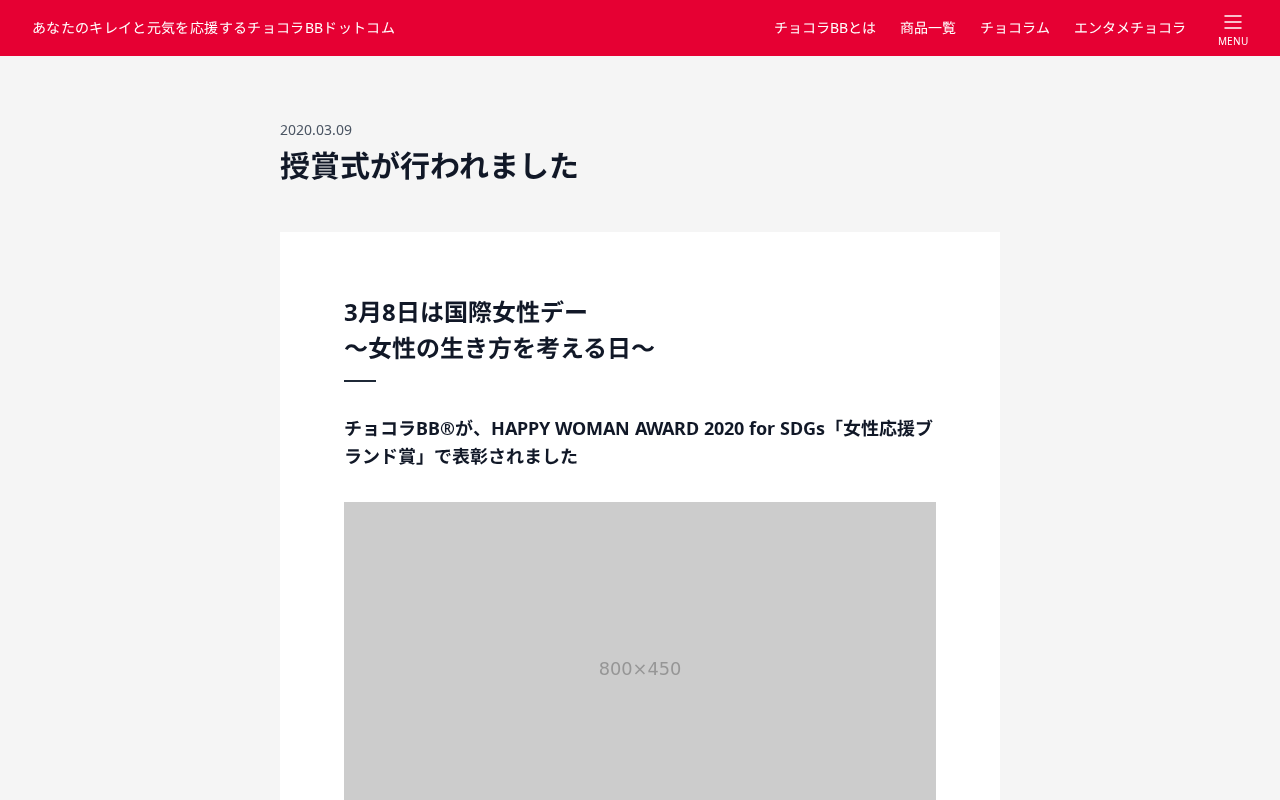 あなたのキレイと元気を応援するチョコラBBドットコム
チョコラBBとは
商品一覧
チョコラム
エンタメチョコラ
MENU
2020.03.09
授賞式が行われました
3月8日は国際女性デー
〜女性の生き方を考える日〜
チョコラBB®が、HAPPY WOMAN AWARD 2020 for SDGs「女性応援ブ
ランド賞」で表彰されました
800×450